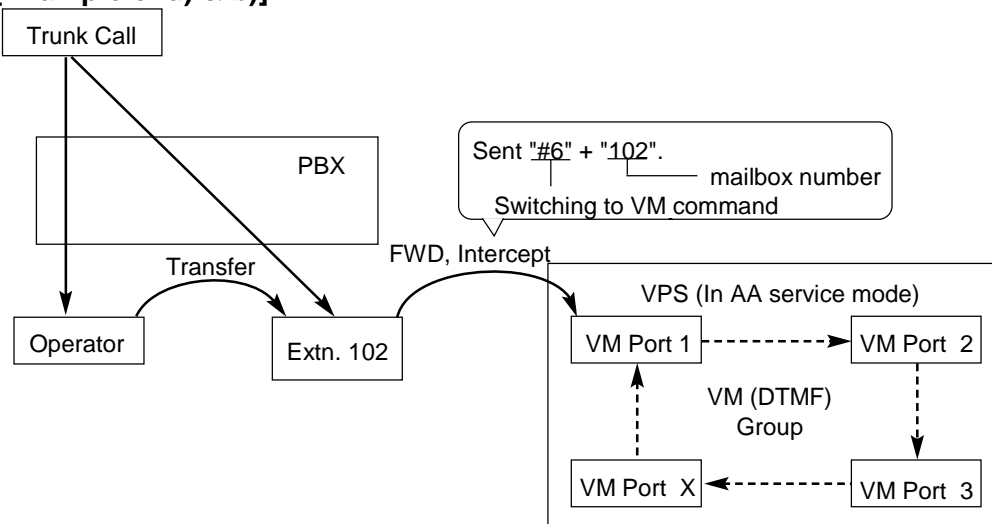 Trunk Call
PBX
Sent "#6" + "102".
mailbox number
Switching to VM command
FWD, Intercept
Transfer
VPS (In AA service mode)
Operator
Extn. 102
VM Port 1
VM Port 2
VM (DTMF)
Group
VM Port X
VM Port 3